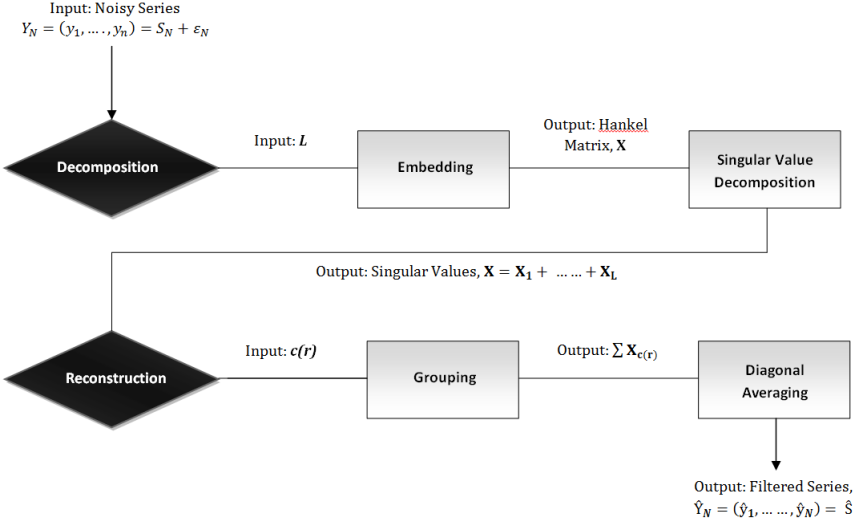 Input: Noisy Series
Y_N = (y_1, … . , y_n) = S_N + ε_N
Decomposition
Input: L
Embedding
Output: Hankel
Matrix, X
Singular Value
Decomposition
Output: Singular Values, X = X_1 + … … + X_L
Reconstruction
Input: c(r)
Grouping
Output: ∑ X_c(r)
Diagonal
Averaging
Output: Filtered Series,
Ŷ_N = (ŷ_1, … … , ŷ_N) = Ŝ